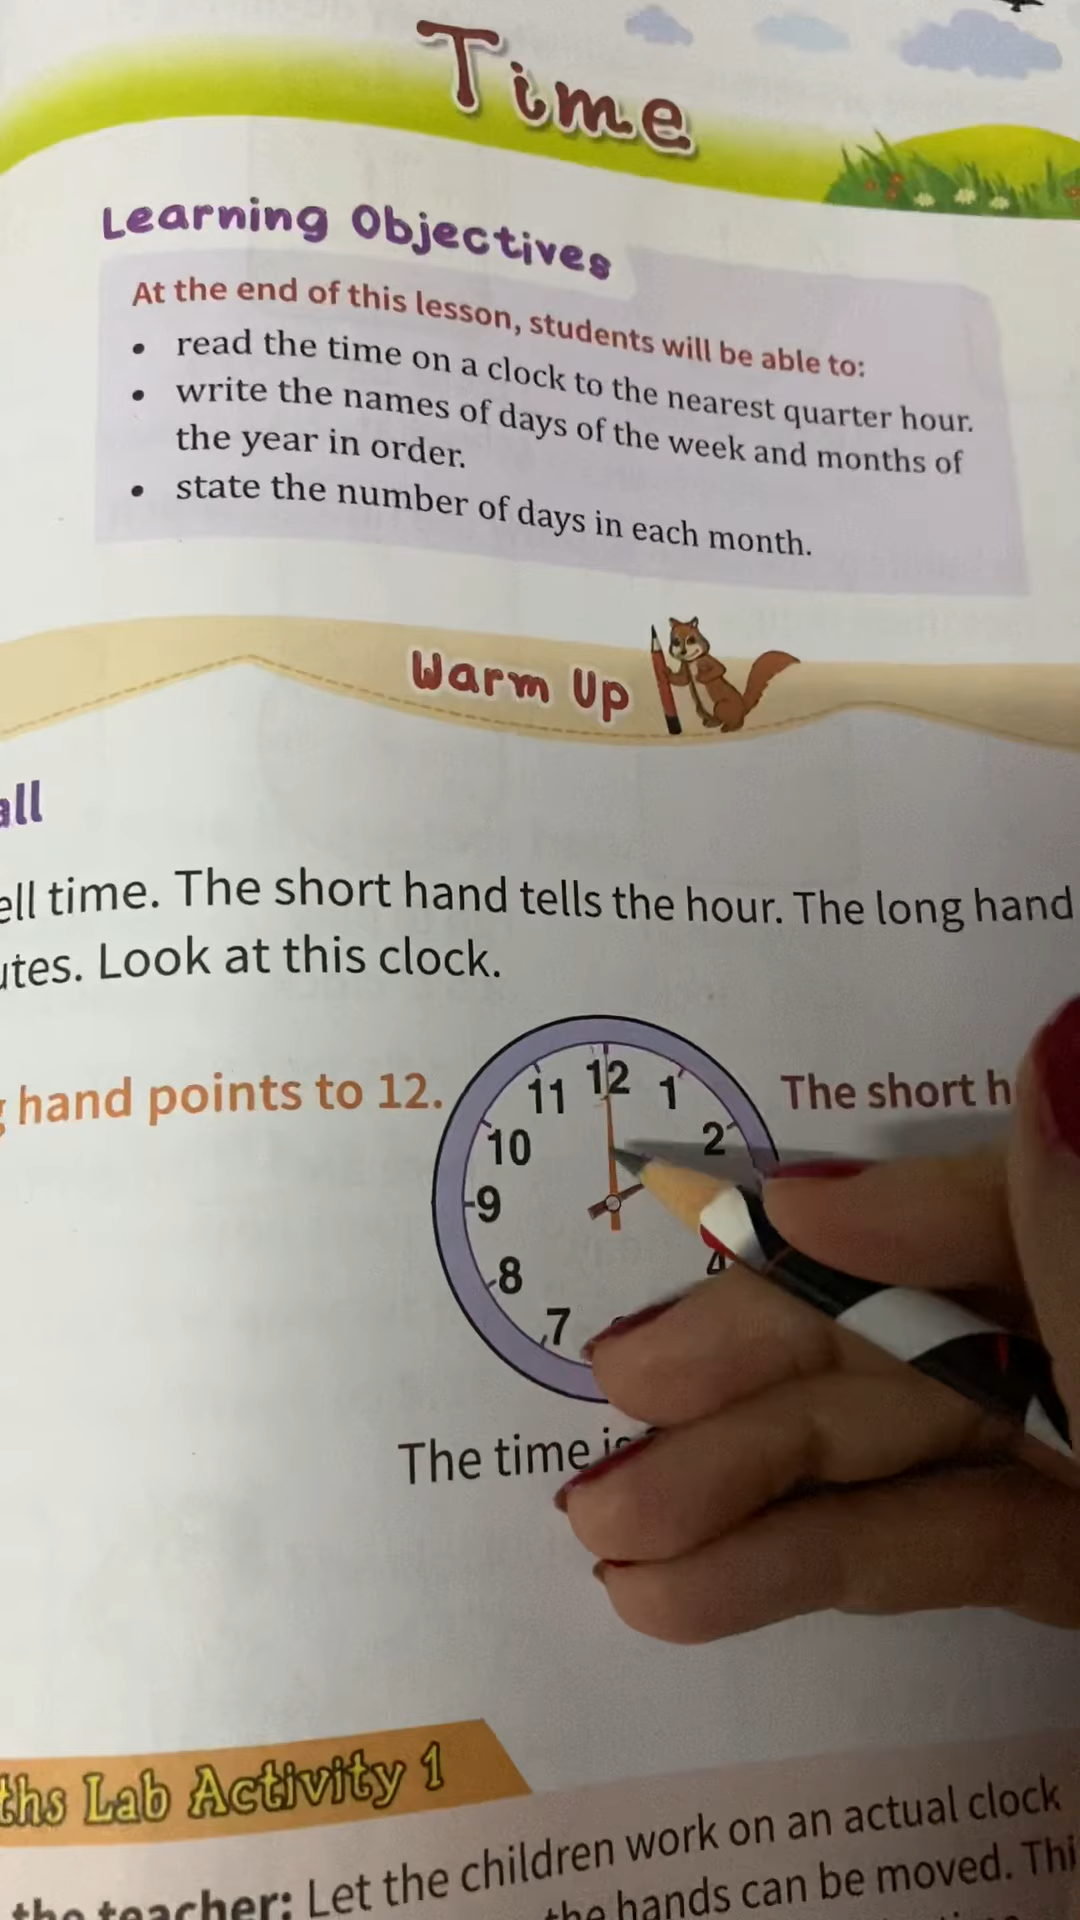 Time
Learning Objectives
At the end of this lesson, students will be able to:
• read the time on a clock to the nearest quarter hour.
• write the names of days of the week and months of
the year in order.
• state the number of days in each month.
Warm Up
all
ell time. The short hand tells the hour. The long hand
utes. Look at this clock.
hand points to 12.
The short h
12
11
1
10
2
9
8
4
7
The time is
ths Lab Activity 1
the teacher: Let the children work on an actual clock
the hands can be moved. Thi